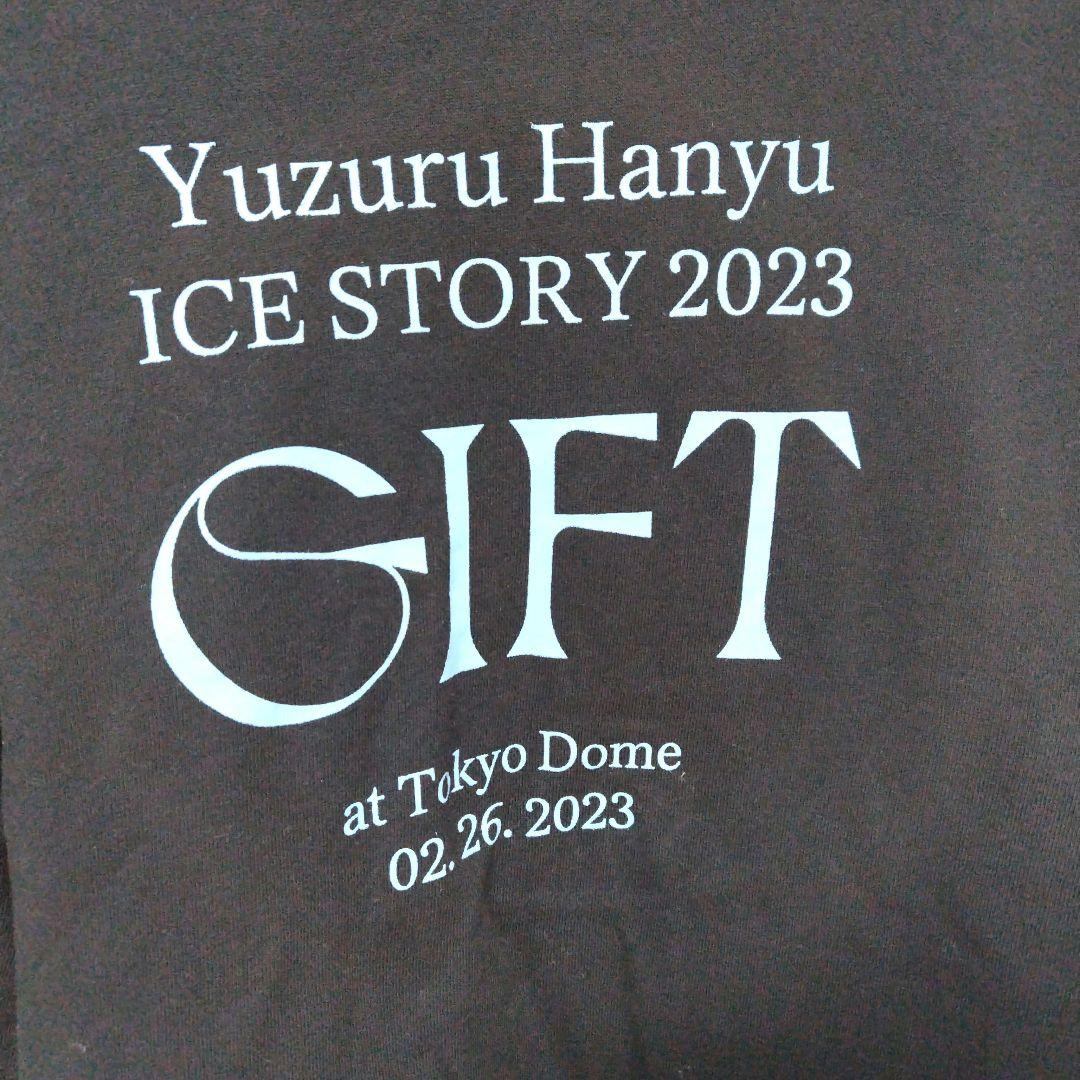 Yuzuru Hanyu
ICE STORY 2023
GIFT
at Tokyo Dome
02.26.2023